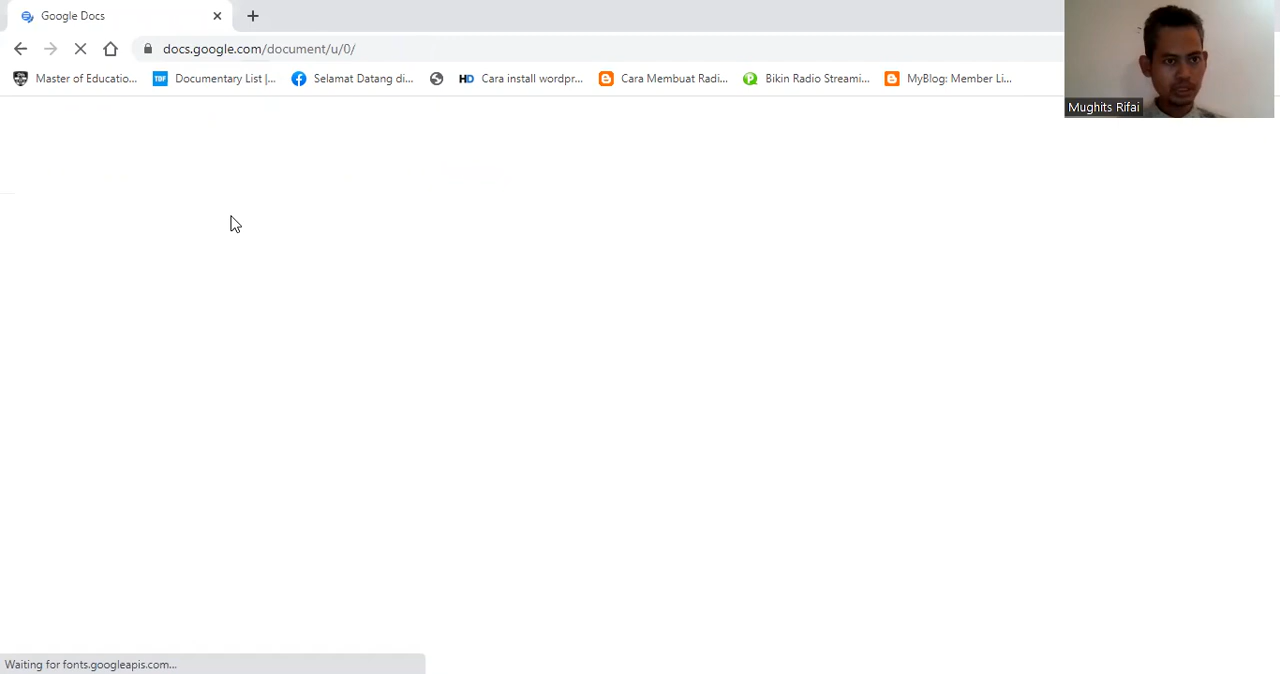 Google Docs
docs.google.com/document/u/0/
Master of Educatio... Documentary List |... Selamat Datang di... HD Cara install wordpr... Cara Membuat Radi... Bikin Radio Streami... MyBlog: Member Li...
Mughits Rifai
Waiting for fonts.googleapis.com...